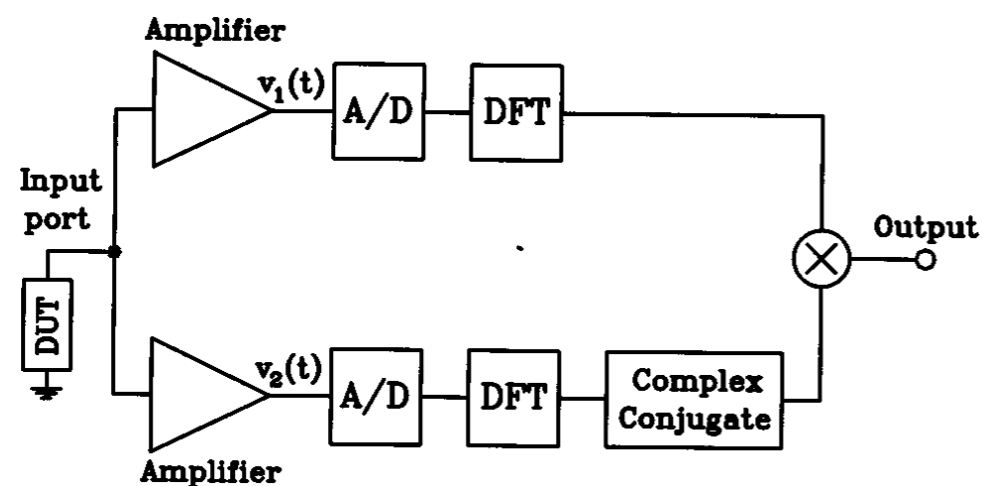 Amplifier
v₁(t)
A/D
DFT
Input
port
DUT
Output
v₂(t)
A/D
DFT
Complex
Conjugate
Amplifier